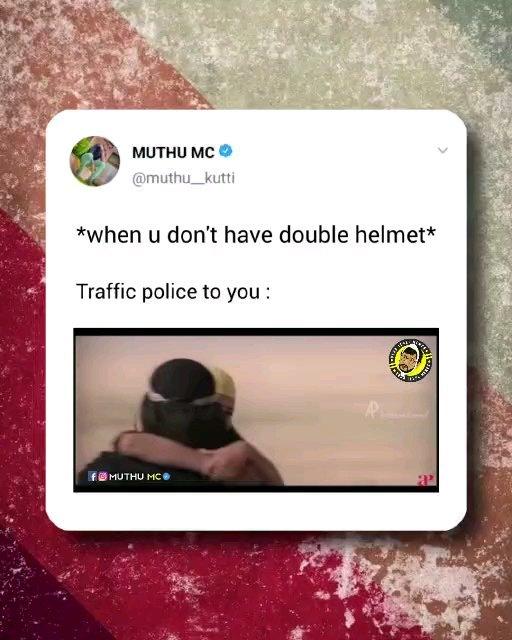 MUTHU MC
@muthu__kutti
*when u don't have double helmet*
Traffic police to you :
MUTHU MC